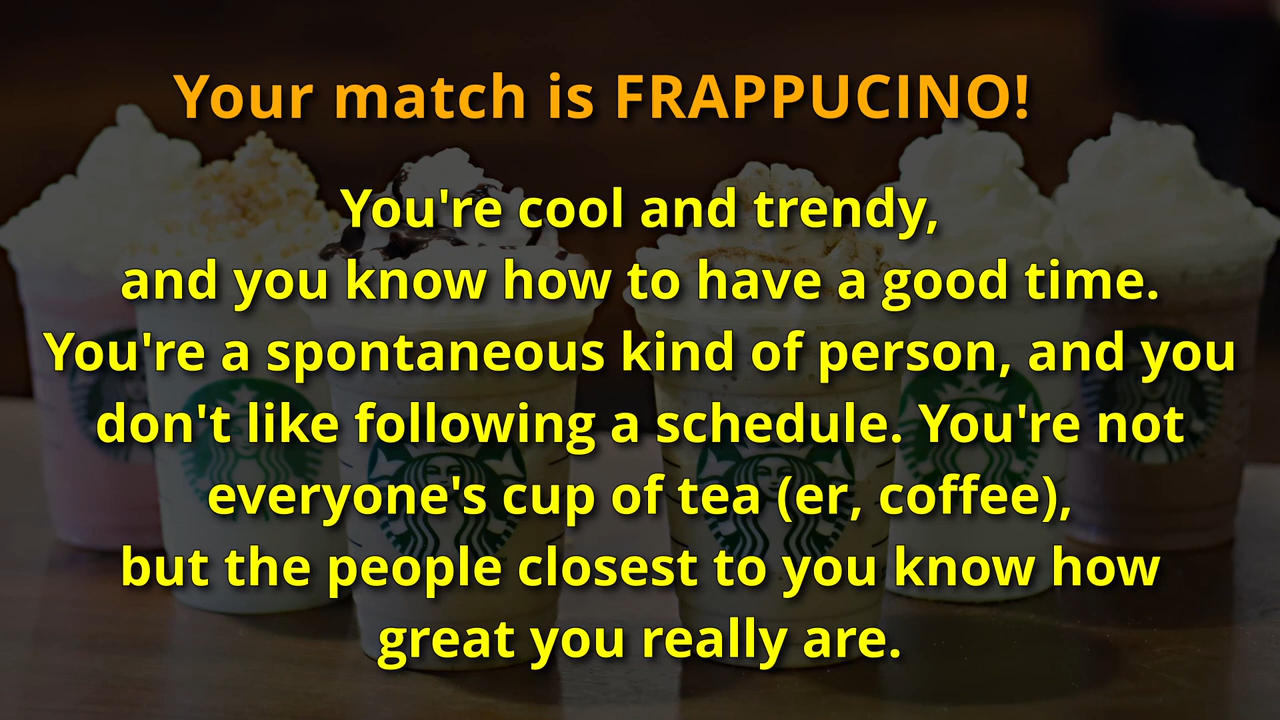 Your match is FRAPPUCINO!
You're cool and trendy,
and you know how to have a good time.
You're a spontaneous kind of person, and you
don't like following a schedule. You're not
everyone's cup of tea (er, coffee),
but the people closest to you know how
great you really are.